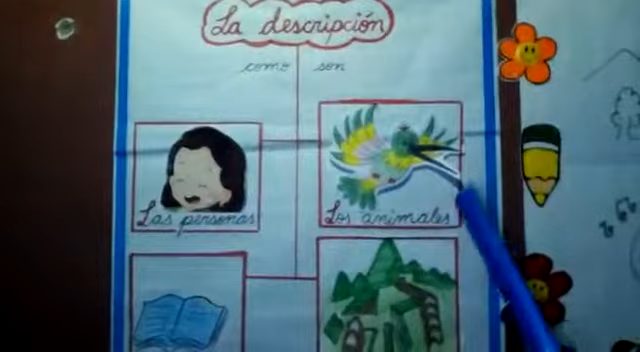 La descripción
como son
Las personas
Los animales